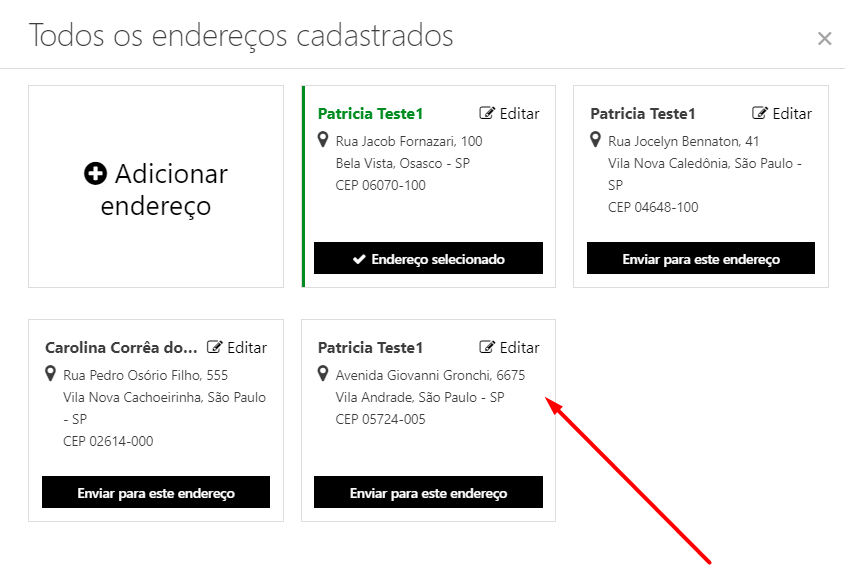 Todos os endereços cadastrados
×
Adicionar
endereço
Patricia Teste1 Editar
Rua Jacob Fornazari, 100
Bela Vista, Osasco - SP
CEP 06070-100
Endereço selecionado
Patricia Teste1 Editar
Rua Jocelyn Bennaton, 41
Vila Nova Caledônia, São Paulo -
SP
CEP 04648-100
Enviar para este endereço
Carolina Corrêa do... Editar
Rua Pedro Osório Filho, 555
Vila Nova Cachoeirinha, São Paulo
- SP
CEP 02614-000
Enviar para este endereço
Patricia Teste1 Editar
Avenida Giovanni Gronchi, 6675
Vila Andrade, São Paulo - SP
CEP 05724-005
Enviar para este endereço